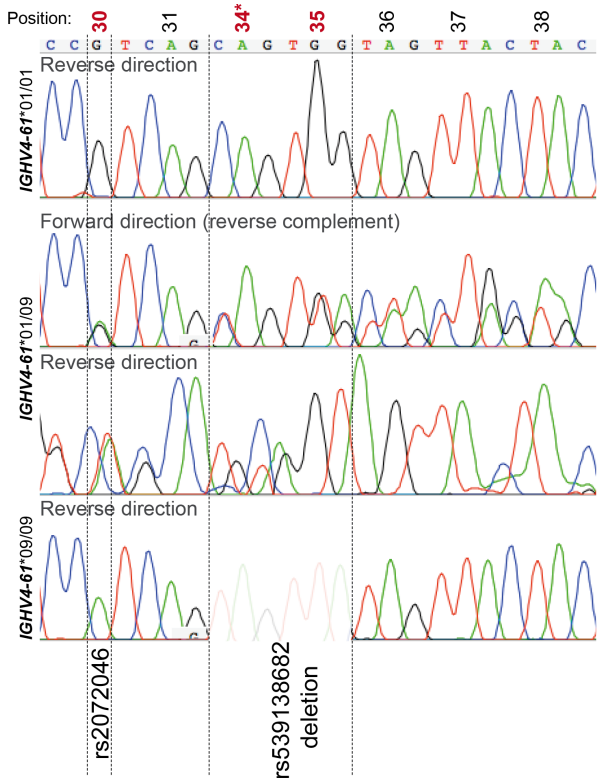 Position: 30 31 34* 35 36 37 38
C C G T C A G C A G T G G T A G T T A C T A C
Reverse direction
IGHV4-61*01/01
Forward direction (reverse complement)
G
IGHV4-61*01/09
Reverse direction
Reverse direction
IGHV4-61*09/09
G
rs2072046
rs539138682
deletion